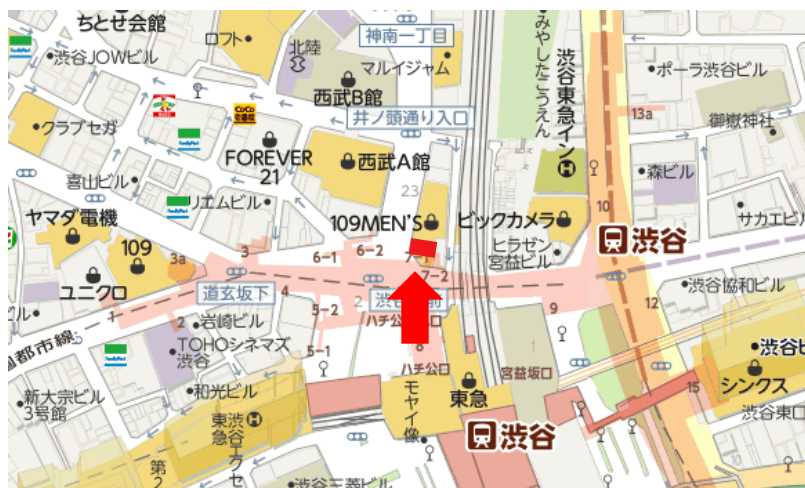 ちとせ会館
渋谷JOWビル
FamilyMart
ロフト
北陸
神南一丁目
マルイジャム
西武B館
みやしたこうえん
渋谷東急イン
ポーラ渋谷ビル
13a
御嶽神社
クラブセガ
CoCo
壱番屋
井ノ頭通り入口
FOREVER
21
西武A館
喜山ビル
FamilyMart
23
森ビル
ヤマダ電機
リエムビル
FamilyMart
109MEN'S
ビックカメラ
10
サカエビル
109
3a
3
6-1
6-2
7-1
7-2
ヒラゼン
宮益ビル
渋谷
ユニクロ
道玄坂下
4
2
5-2
ハチ公口
9
12
渋谷協和ビル
1
2
岩崎ビル
5-1
8
宮益坂口
都市線
TOHOシネマズ
渋谷
FamilyMart
ハチ公口
15
シンクス
新大宗ビル
3号館
和光ビル
モヤイ像
東急
渋谷東口
渋谷
東急
渋谷エクセ
第2
渋谷三菱ビル